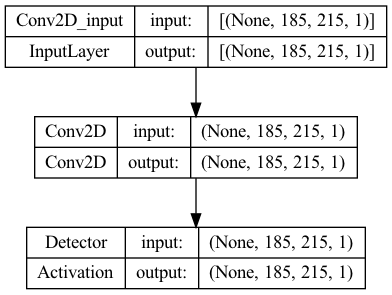 Conv2D_input input: [(None, 185, 215, 1)]
InputLayer output: [(None, 185, 215, 1)]
Conv2D input: (None, 185, 215, 1)
Conv2D output: (None, 185, 215, 1)
Detector input: (None, 185, 215, 1)
Activation output: (None, 185, 215, 1)